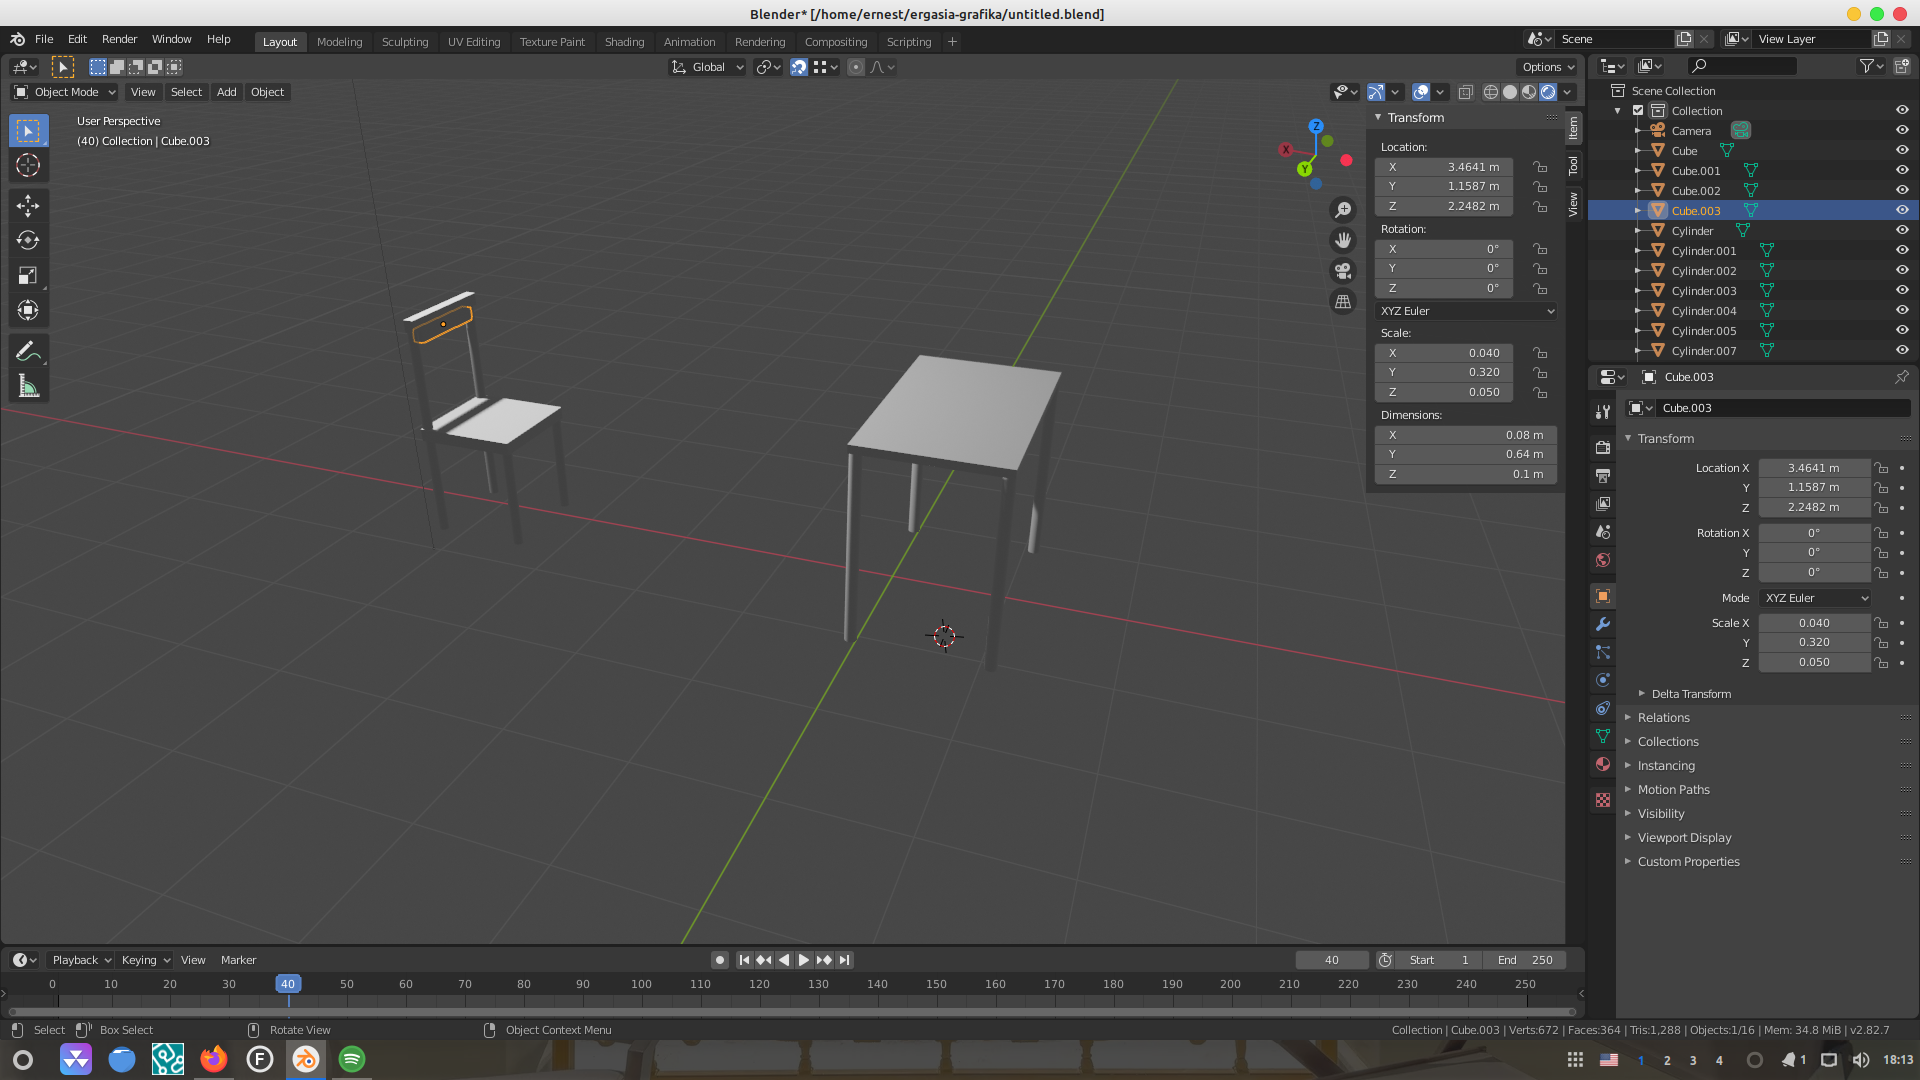 Blender* [/home/ernest/ergasia-grafika/untitled.blend]
File Edit Render Window Help Layout Modeling Sculpting UV Editing Texture Paint Shading Animation Rendering Compositing Scripting + Scene View Layer
Global Options
Object Mode View Select Add Object
User Perspective
(40) Collection | Cube.003
Z
X
Y
Transform
Location:
X 3.4641 m
Y 1.1587 m
Z 2.2482 m
Rotation:
X 0°
Y 0°
Z 0°
XYZ Euler
Scale:
X 0.040
Y 0.320
Z 0.050
Dimensions:
X 0.08 m
Y 0.64 m
Z 0.1 m
Item
Tool
View
Scene Collection
Collection
Camera
Cube
Cube.001
Cube.002
Cube.003
Cylinder
Cylinder.001
Cylinder.002
Cylinder.003
Cylinder.004
Cylinder.005
Cylinder.007
Cube.003
Cube.003
Transform
Location X 3.4641 m
Y 1.1587 m
Z 2.2482 m
Rotation X 0°
Y 0°
Z 0°
Mode XYZ Euler
Scale X 0.040
Y 0.320
Z 0.050
Delta Transform
Relations
Collections
Instancing
Motion Paths
Visibility
Viewport Display
Custom Properties
Playback Keying View Marker 40 Start 1 End 250
0 10 20 30 40 50 60 70 80 90 100 110 120 130 140 150 160 170 180 190 200 210 220 230 240 250
Select Box Select Rotate View Object Context Menu Collection | Cube.003 | Verts:672 | Faces:364 | Tris:1,288 | Objects:1/16 | Mem: 34.8 MiB | v2.82.7
F 1 2 3 4 1 18:13